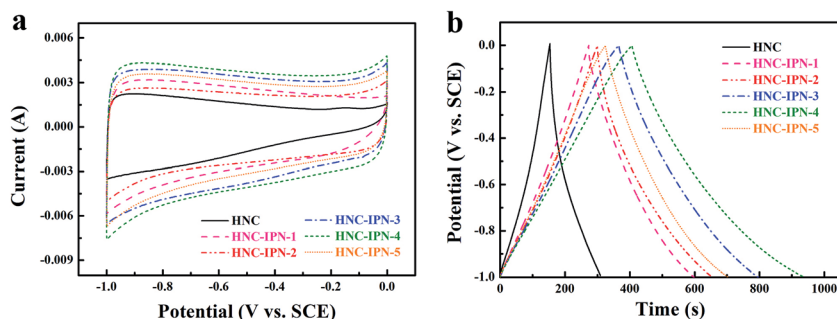 a
0.006
0.003
0.000
-0.003
-0.006
-0.009
Current (A)
HNC
HNC-IPN-1
HNC-IPN-2
HNC-IPN-3
HNC-IPN-4
HNC-IPN-5
-1.0 -0.8 -0.6 -0.4 -0.2 0.0
Potential (V vs. SCE)
b
0.0
-0.2
-0.4
-0.6
-0.8
-1.0
Potential (V vs. SCE)
HNC
HNC-IPN-1
HNC-IPN-2
HNC-IPN-3
HNC-IPN-4
HNC-IPN-5
0 200 400 600 800 1000
Time (s)